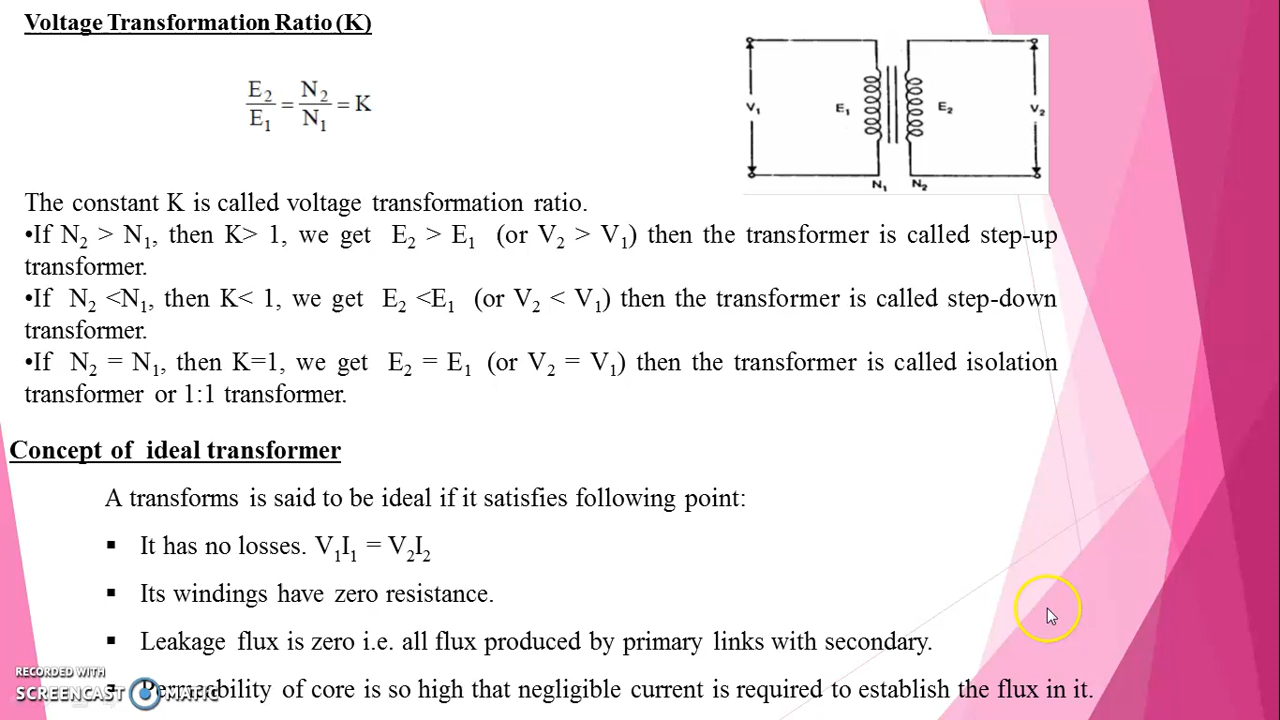 Voltage Transformation Ratio (K)
E2/E1 = N2/N1 = K
V1
E1
E2
V2
N1 N2
The constant K is called voltage transformation ratio.
•If N2 > N1, then K> 1, we get E2 > E1 (or V2 > V1) then the transformer is called step-up
transformer.
•If N2 <N1, then K< 1, we get E2 <E1 (or V2 < V1) then the transformer is called step-down
transformer.
•If N2 = N1, then K=1, we get E2 = E1 (or V2 = V1) then the transformer is called isolation
transformer or 1:1 transformer.
Concept of ideal transformer
A transforms is said to be ideal if it satisfies following point:
▪ It has no losses. V1I1 = V2I2
▪ Its windings have zero resistance.
▪ Leakage flux is zero i.e. all flux produced by primary links with secondary.
▪ Permeability of core is so high that negligible current is required to establish the flux in it.
RECORDED WITH
SCREENCAST MATIC